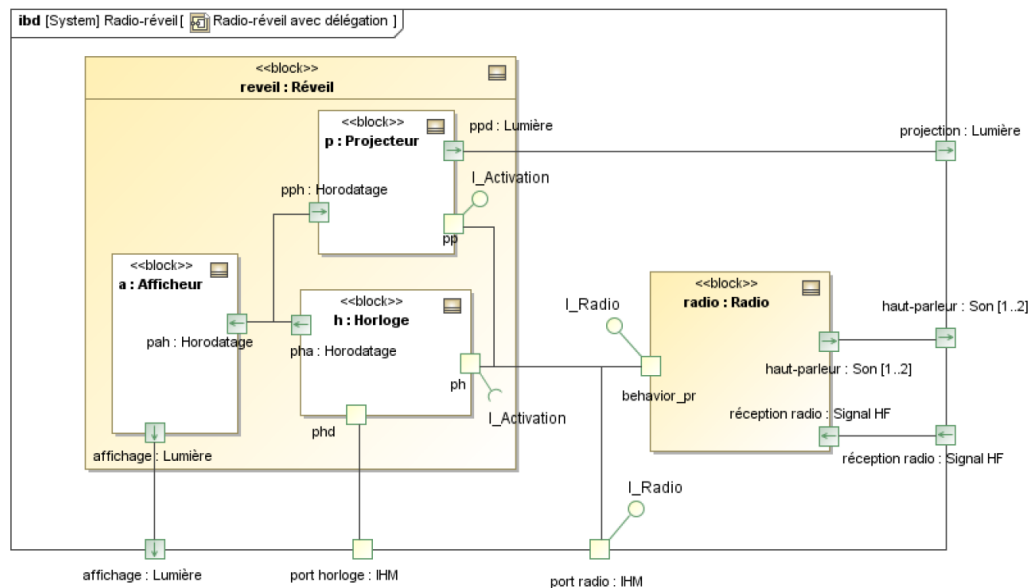 ibd [System] Radio-réveil[ Radio-réveil avec délégation ]
<<block>>
reveil : Réveil
<<block>>
p : Projecteur
ppd : Lumière
projection : Lumière
I_Activation
pph : Horodatage
pp
<<block>>
a : Afficheur
<<block>>
h : Horloge
<<block>>
radio : Radio
I_Radio
haut-parleur : Son [1..2]
pah : Horodatage
pha : Horodatage
haut-parleur : Son [1..2]
ph
behavior_pr
I_Activation
réception radio : Signal HF
phd
affichage : Lumière
réception radio : Signal HF
I_Radio
affichage : Lumière
port horloge : IHM
port radio : IHM